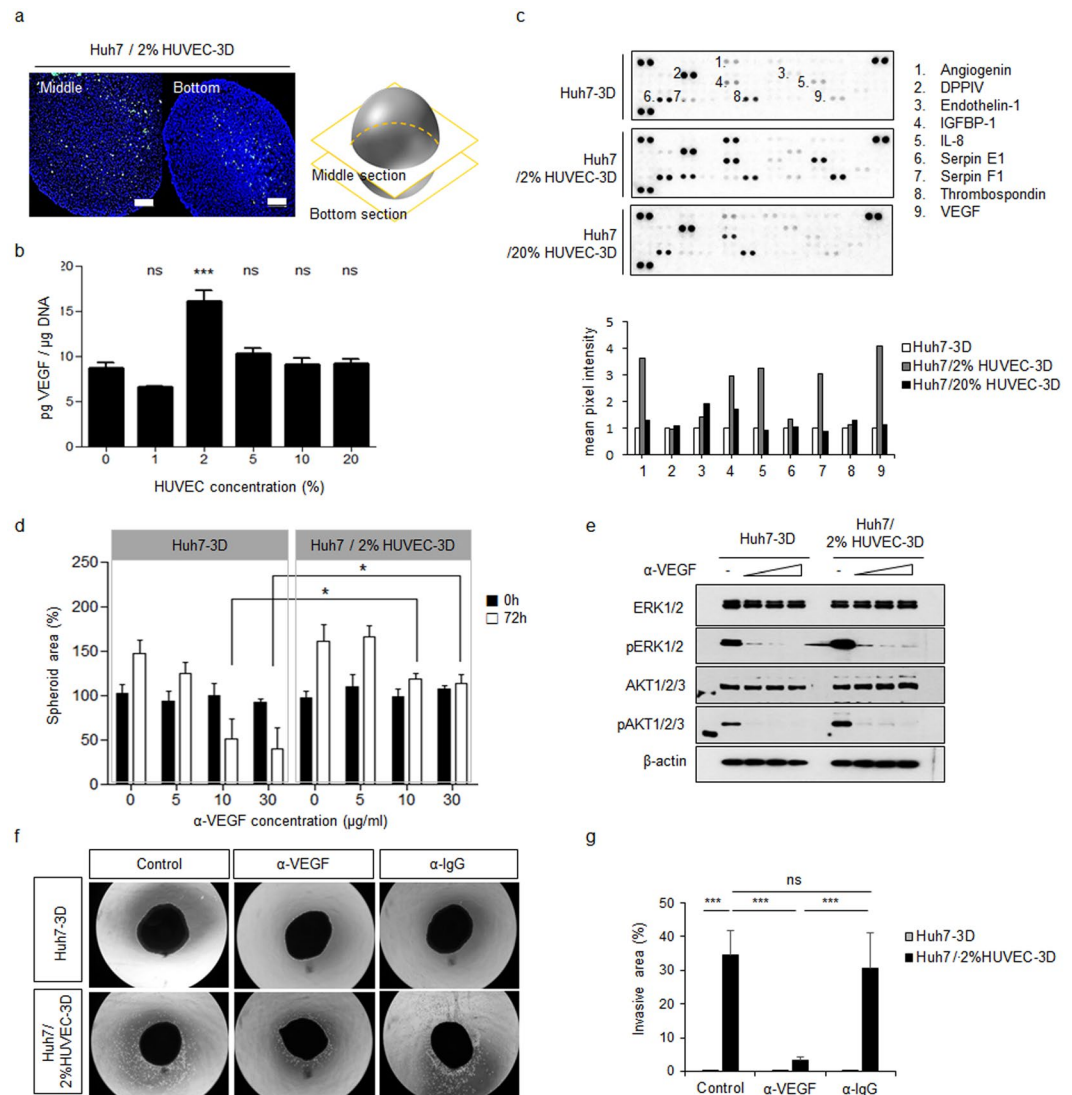 a
Huh7 / 2% HUVEC-3D
Middle
Bottom
Middle section
Bottom section
b
ns *** ns ns ns
20
15
10
5
0
pg VEGF / µg DNA
0 1 2 5 10 20
HUVEC concentration (%)
c
Huh7-3D
1.
2.
3.
4.
5.
6.
7.
8.
9.
Huh7
/2% HUVEC-3D
Huh7
/20% HUVEC-3D
1. Angiogenin
2. DPPIV
3. Endothelin-1
4. IGFBP-1
5. IL-8
6. Serpin E1
7. Serpin F1
8. Thrombospondin
9. VEGF
5
4
3
2
1
0
mean pixel intensity
Huh7-3D
Huh7/2% HUVEC-3D
Huh7/20% HUVEC-3D
1 2 3 4 5 6 7 8 9
d
Huh7-3D
Huh7 / 2% HUVEC-3D
250
200
150
100
50
0
Spheroid area (%)
*
*
0h
72h
0 5 10 30 0 5 10 30
α-VEGF concentration (µg/ml)
e
Huh7-3D
Huh7/
2% HUVEC-3D
α-VEGF - -
ERK1/2
pERK1/2
AKT1/2/3
pAKT1/2/3
β-actin
f
Control
α-VEGF
α-IgG
Huh7-3D
Huh7/
2%HUVEC-3D
g
ns
*** *** ***
50
40
30
20
10
0
Invasive area (%)
Huh7-3D
Huh7/2%HUVEC-3D
Control α-VEGF α-IgG